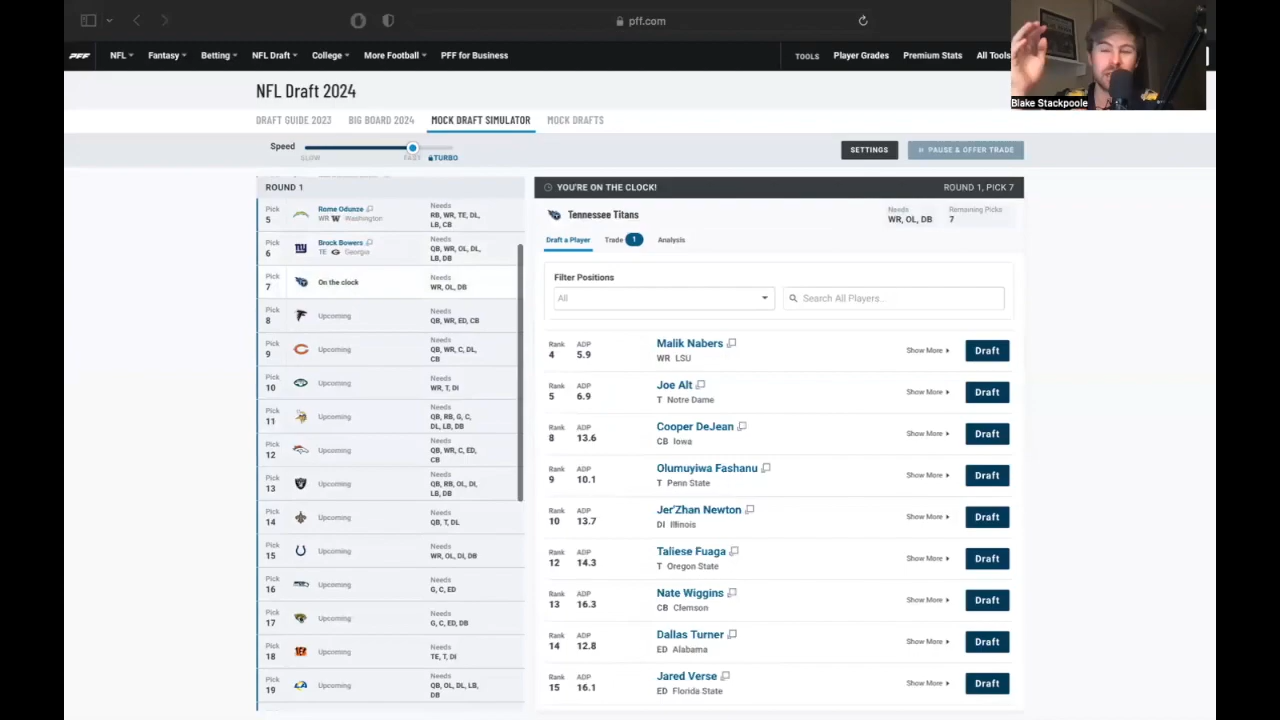 pff.com
PFF
NFL
Fantasy
Betting
NFL Draft
College
More Football
PFF for Business
TOOLS
Player Grades
Premium Stats
All Tools
Blake Stackpoole
NFL Draft 2024
DRAFT GUIDE 2023
BIG BOARD 2024
MOCK DRAFT SIMULATOR
MOCK DRAFTS
Speed
SLOW
FAST
TURBO
SETTINGS
PAUSE & OFFER TRADE
ROUND 1
Pick 5
Rome Odunze
WR W Washington
Needs
RB, WR, TE, DL,
LB, CB
Pick 6
Brock Bowers
TE G Georgia
Needs
QB, WR, OL, DL,
LB, DB
Pick 7
On the clock
Needs
WR, OL, DB
Pick 8
Upcoming
Needs
QB, WR, ED, CB
Pick 9
Upcoming
Needs
QB, WR, C, DL,
CB
Pick 10
Upcoming
Needs
WR, T, DI
Pick 11
Upcoming
Needs
QB, RB, G, C,
DL, LB, DB
Pick 12
Upcoming
Needs
QB, WR, C, ED,
CB
Pick 13
Upcoming
Needs
QB, RB, OL, DI,
LB, DB
Pick 14
Upcoming
Needs
QB, T, DL
Pick 15
Upcoming
Needs
WR, OL, DI, DB
Pick 16
Upcoming
Needs
G, C, ED
Pick 17
Upcoming
Needs
G, C, ED, DB
Pick 18
Upcoming
Needs
TE, T, DI
Pick 19
Upcoming
Needs
QB, OL, DL, LB,
DB
YOU'RE ON THE CLOCK!
ROUND 1, PICK 7
Tennessee Titans
Needs
WR, OL, DB
Remaining Picks
7
Draft a Player
Trade 1
Analysis
Filter Positions
All
Search All Players...
Rank 4
ADP 5.9
Malik Nabers
WR LSU
Show More
Draft
Rank 5
ADP 6.9
Joe Alt
T Notre Dame
Show More
Draft
Rank 8
ADP 13.6
Cooper DeJean
CB Iowa
Show More
Draft
Rank 9
ADP 10.1
Olumuyiwa Fashanu
T Penn State
Show More
Draft
Rank 10
ADP 13.7
Jer'Zhan Newton
DI Illinois
Show More
Draft
Rank 12
ADP 14.3
Taliese Fuaga
T Oregon State
Show More
Draft
Rank 13
ADP 16.3
Nate Wiggins
CB Clemson
Show More
Draft
Rank 14
ADP 12.8
Dallas Turner
ED Alabama
Show More
Draft
Rank 15
ADP 16.1
Jared Verse
ED Florida State
Show More
Draft